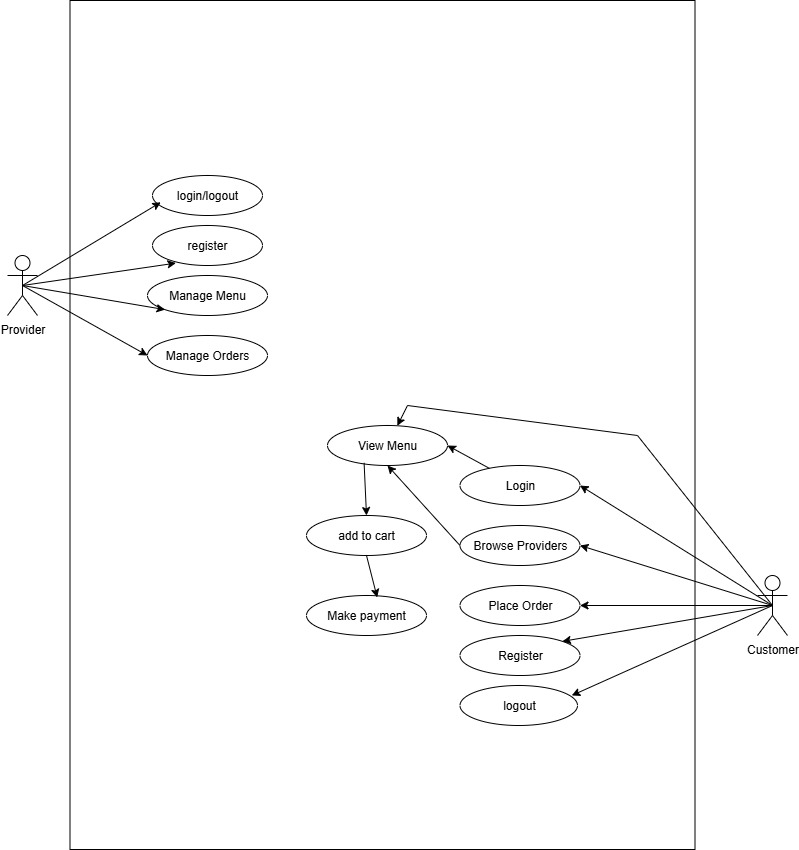 login/logout
register
Manage Menu
Provider
Manage Orders
View Menu
Login
add to cart
Browse Providers
Place Order
Make payment
Register
Customer
logout